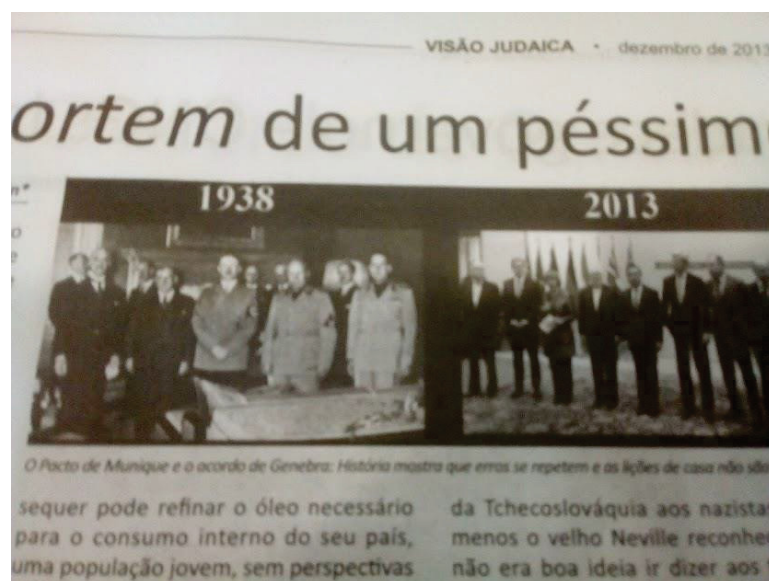 VISÃO JUDAICA • dezembro de 2013
ortem de um péssim
1938
2013
O Pacto de Munique e o acordo de Genebra: História mostra que erros se repetem e as lições de casa não são
sequer pode refinar o óleo necessário
para o consumo interno do seu país,
uma população jovem, sem perspectivas
da Tchecoslováquia aos nazistas
menos o velho Neville reconhe
não era boa ideia ir dizer aos